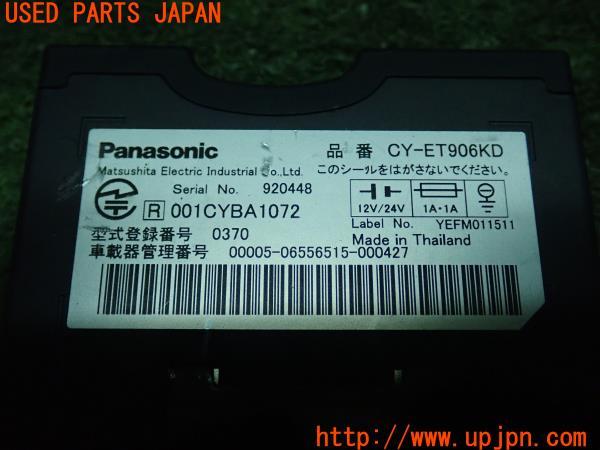 USED PARTS JAPAN
Panasonic
品 番 CY-ET906KD
Matsushita Electric Industrial Co.,Ltd.
このシールをはがさないでください。
Serial No. 920448
R 001CYBA1072
12V/24V
1A・1A
Label No. YEFM011511
型式登録番号 0370
Made in Thailand
車載器管理番号 00005-06556515-000427
www.upjpn.com